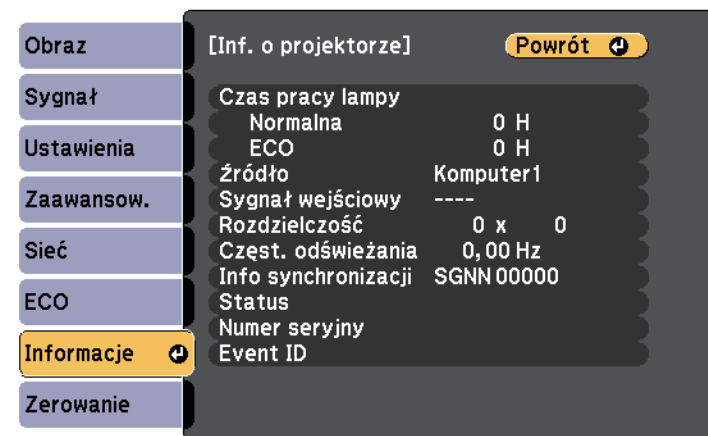 Obraz
Sygnał
Ustawienia
Zaawansow.
Sieć
ECO
Informacje
Zerowanie
[Inf. o projektorze] Powrót
Czas pracy lampy
Normalna 0 H
ECO 0 H
Źródło Komputer1
Sygnał wejściowy ----
Rozdzielczość 0 x 0
Częst. odświeżania 0,00 Hz
Info synchronizacji SGNN 00000
Status
Numer seryjny
Event ID